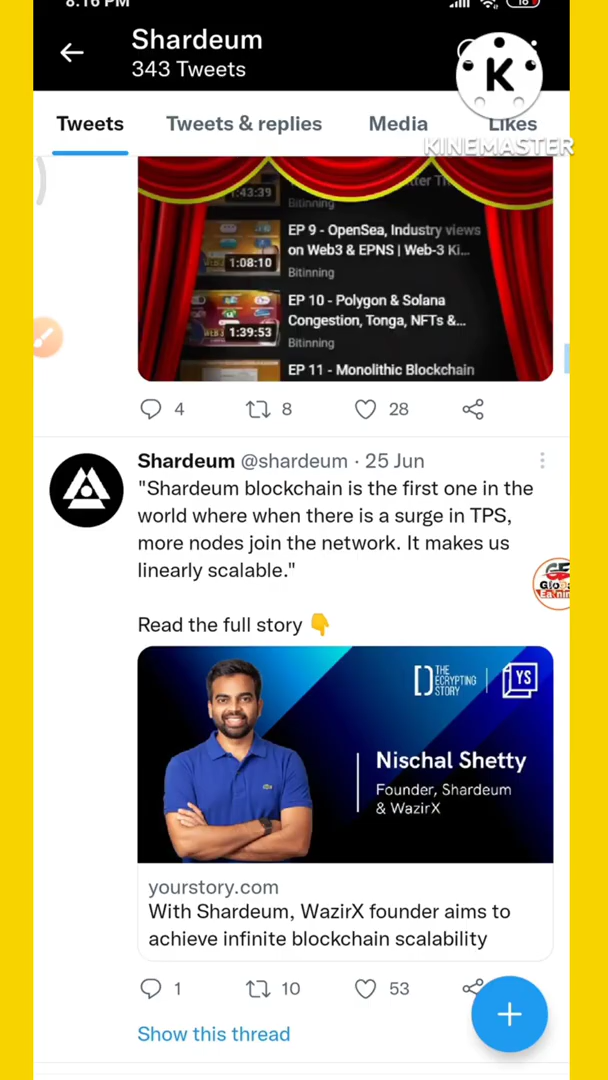 8:16 PM
Shardeum
343 Tweets
K
KINEMASTER
Tweets
Tweets & replies
Media
Likes
1:43:39
Bitinning
EP 9 - OpenSea, Industry views
on Web3 & EPNS | Web-3 Ki...
1:08:10
Bitinning
EP 10 - Polygon & Solana
Congestion, Tonga, NFTs &...
1:39:53
Bitinning
EP 11 - Monolithic Blockchain
4
8
28
Shardeum @shardeum · 25 Jun
"Shardeum blockchain is the first one in the
world where when there is a surge in TPS,
more nodes join the network. It makes us
linearly scalable."
Read the full story 👇
THE
DECRYPTING
STORY
YS
Nischal Shetty
Founder, Shardeum
& WazirX
yourstory.com
With Shardeum, WazirX founder aims to
achieve infinite blockchain scalability
1
10
53
Show this thread